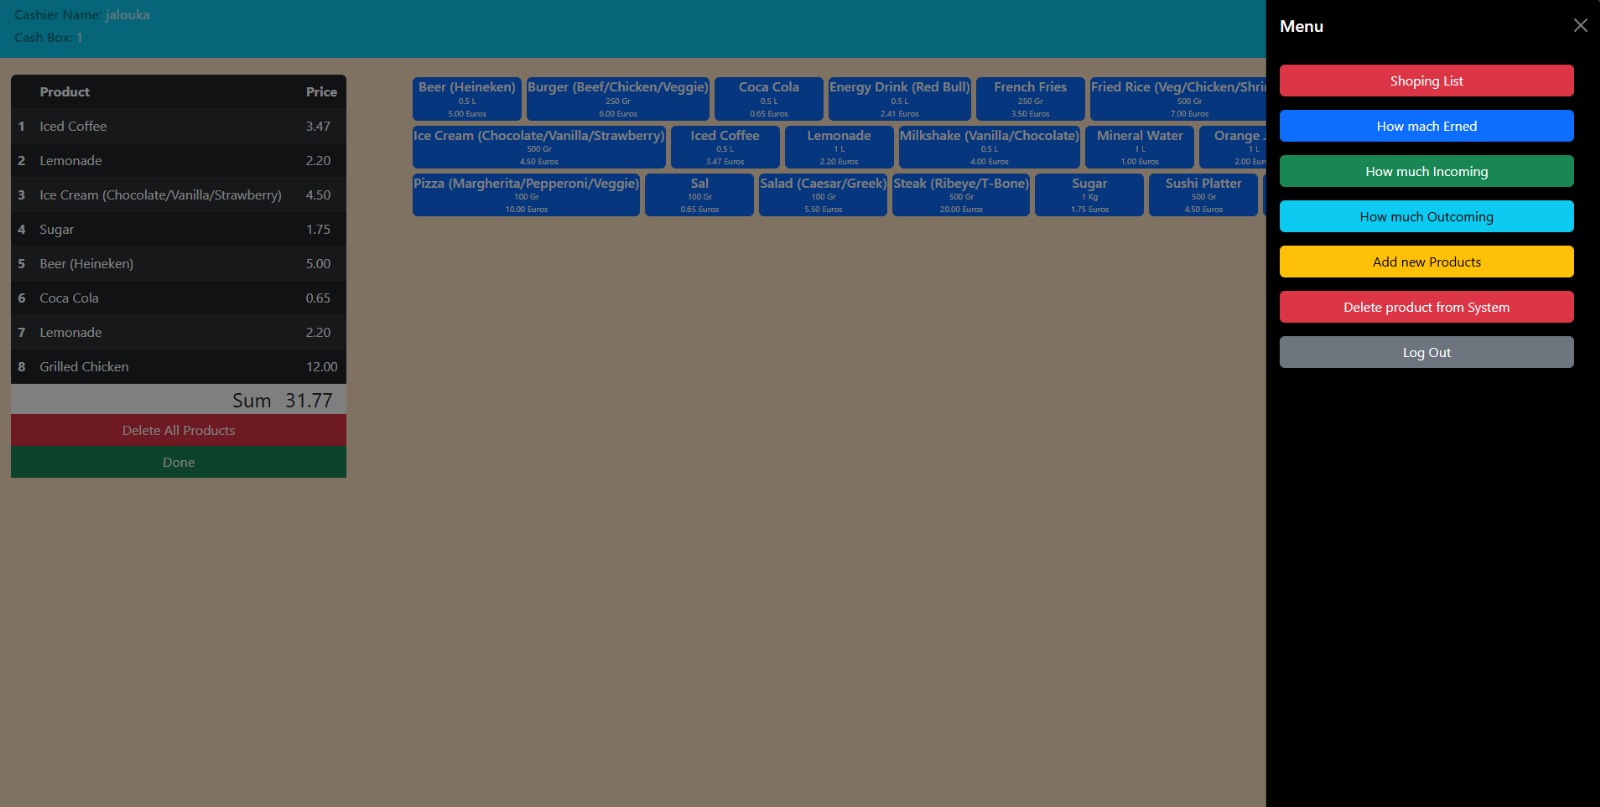 Cashier Name: jalouka
Cash Box: 1
Product Price
1 Iced Coffee 3.47
2 Lemonade 2.20
3 Ice Cream (Chocolate/Vanilla/Strawberry) 4.50
4 Sugar 1.75
5 Beer (Heineken) 5.00
6 Coca Cola 0.65
7 Lemonade 2.20
8 Grilled Chicken 12.00
Sum 31.77
Delete All Products
Done
Beer (Heineken)
0.5 L
5.00 Euros
Burger (Beef/Chicken/Veggie)
250 Gr
6.00 Euros
Coca Cola
0.5 L
0.65 Euros
Energy Drink (Red Bull)
0.5 L
2.41 Euros
French Fries
250 Gr
3.50 Euros
Fried Rice (Veg/Chicken/Shri
500 Gr
7.00 Euros
Ice Cream (Chocolate/Vanilla/Strawberry)
500 Gr
4.50 Euros
Iced Coffee
0.5 L
3.47 Euros
Lemonade
1 L
2.20 Euros
Milkshake (Vanilla/Chocolate)
0.5 L
4.00 Euros
Mineral Water
1 L
1.00 Euros
Orange
1 L
2.00 Eur
Pizza (Margherita/Pepperoni/Veggie)
100 Gr
10.00 Euros
Sal
100 Gr
0.65 Euros
Salad (Caesar/Greek)
100 Gr
5.50 Euros
Steak (Ribeye/T-Bone)
500 Gr
20.00 Euros
Sugar
1 Kg
1.75 Euros
Sushi Platter
500 Gr
4.50 Euros
Menu
Shoping List
How mach Erned
How much Incoming
How much Outcoming
Add new Products
Delete product from System
Log Out